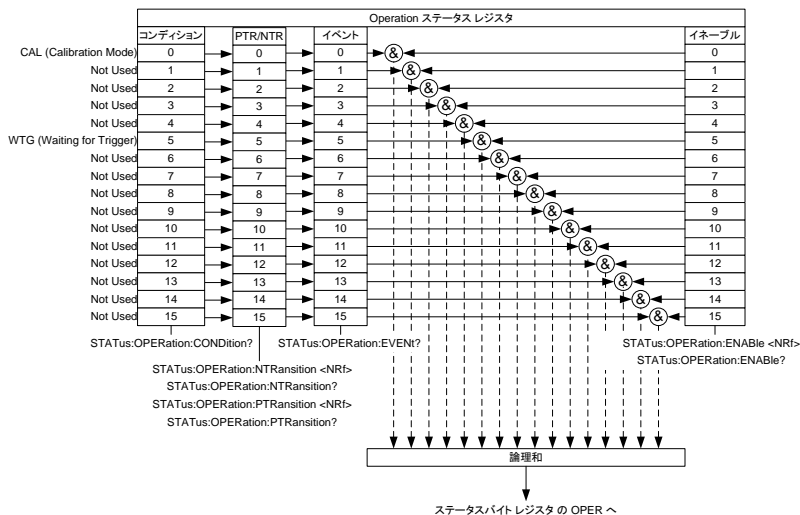 Operation ステータス レジスタ
コンディション PTR/NTR イベント イネーブル
CAL (Calibration Mode) 0 0 0 & 0
Not Used 1 1 1 & 1
Not Used 2 2 2 & 2
Not Used 3 3 3 & 3
Not Used 4 4 4 & 4
WTG (Waiting for Trigger) 5 5 5 & 5
Not Used 6 6 6 & 6
Not Used 7 7 7 & 7
Not Used 8 8 8 & 8
Not Used 9 9 9 & 9
Not Used 10 10 10 & 10
Not Used 11 11 11 & 11
Not Used 12 12 12 & 12
Not Used 13 13 13 & 13
Not Used 14 14 14 & 14
Not Used 15 15 15 & 15
STATus:OPERation:CONDition? STATus:OPERation:EVENt? STATus:OPERation:ENABle <NRf>
STATus:OPERation:ENABle?
STATus:OPERation:NTRansition <NRf>
STATus:OPERation:NTRansition?
STATus:OPERation:PTRansition <NRf>
STATus:OPERation:PTRansition?
論理和
ステータスバイト レジスタ の OPER へ